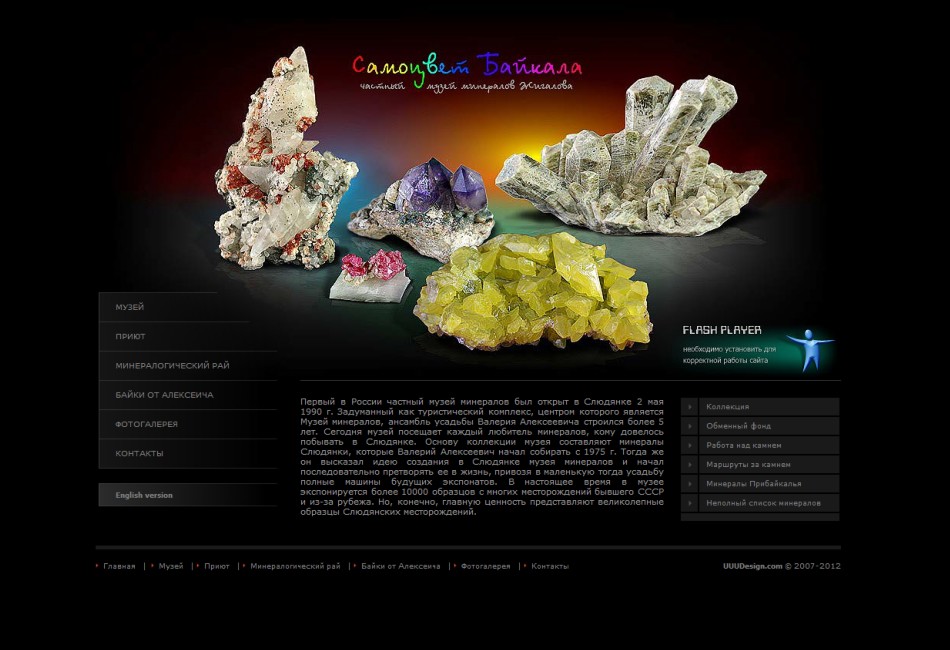 Самоцвет Байкала
частный музей минералов Жигалова
МУЗЕЙ
ПРИЮТ
МИНЕРАЛОГИЧЕСКИЙ РАЙ
БАЙКИ ОТ АЛЕКСЕИЧА
ФОТОГАЛЕРЕЯ
КОНТАКТЫ
English version
FLASH PLAYER
необходимо установить для
корректной работы сайта
Первый в России частный музей минералов был открыт в Слюдянке 2 мая
1990 г. Задуманный как туристический комплекс, центром которого является
Музей минералов, ансамбль усадьбы Валерия Алексеевича строился более 5
лет. Сегодня музей посещает каждый любитель минералов, кому довелось
побывать в Слюдянке. Основу коллекции музея составляют минералы
Слюдянки, которые Валерий Алексеевич начал собирать с 1975 г. Тогда же
он высказал идею создания в Слюдянке музея минералов и начал
последовательно претворять ее в жизнь, привозя в маленькую тогда усадьбу
полные машины будущих экспонатов. В настоящее время в музее
экспонируется более 10000 образцов с многих месторождений бывшего СССР
и из-за рубежа. Но, конечно, главную ценность представляют великолепные
образцы Слюдянских месторождений.
Коллекция
Обменный фонд
Работа над камнем
Маршруты за камнем
Минералы Прибайкалья
Неполный список минералов
Главная | Музей | Приют | Минералогический рай | Байки от Алексеича | Фотогалерея | Контакты
UUUDesign.com © 2007-2012